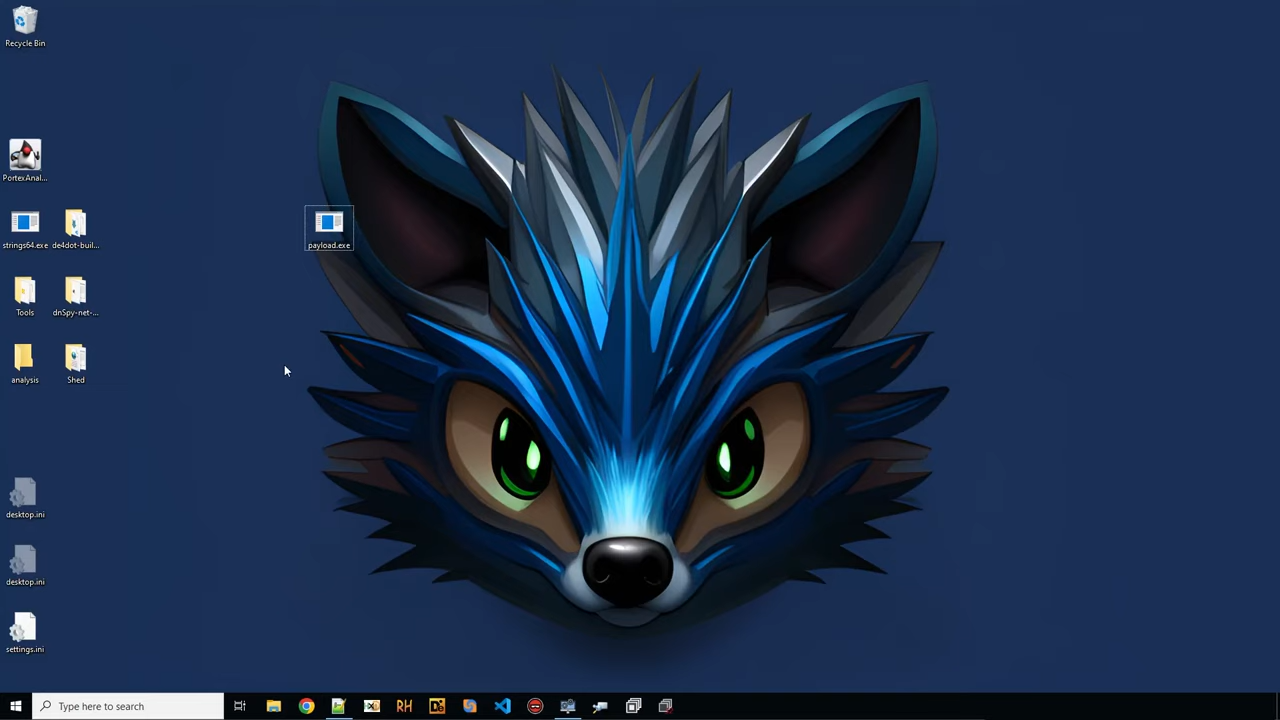 Recycle Bin
PortexAnal...
strings64.exe
de4dot-buil...
payload.exe
Tools
dnSpy-net-...
analysis
Shed
desktop.ini
desktop.ini
settings.ini
Type here to search
RH